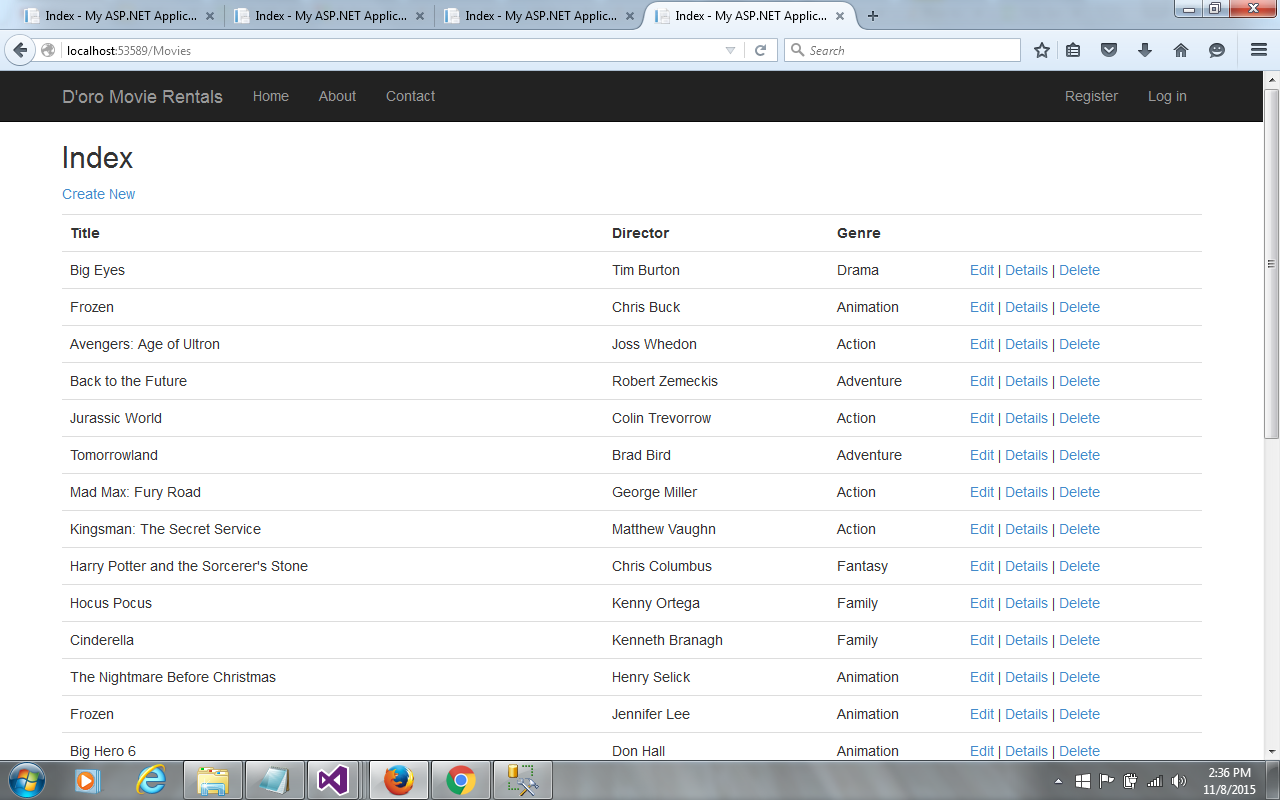 Index - My ASP.NET Applic... Index - My ASP.NET Applic... Index - My ASP.NET Applic... Index - My ASP.NET Applic...
localhost:53589/Movies Search
D'oro Movie Rentals Home About Contact Register Log in
Index
Create New
Title Director Genre
Big Eyes Tim Burton Drama Edit | Details | Delete
Frozen Chris Buck Animation Edit | Details | Delete
Avengers: Age of Ultron Joss Whedon Action Edit | Details | Delete
Back to the Future Robert Zemeckis Adventure Edit | Details | Delete
Jurassic World Colin Trevorrow Action Edit | Details | Delete
Tomorrowland Brad Bird Adventure Edit | Details | Delete
Mad Max: Fury Road George Miller Action Edit | Details | Delete
Kingsman: The Secret Service Matthew Vaughn Action Edit | Details | Delete
Harry Potter and the Sorcerer's Stone Chris Columbus Fantasy Edit | Details | Delete
Hocus Pocus Kenny Ortega Family Edit | Details | Delete
Cinderella Kenneth Branagh Family Edit | Details | Delete
The Nightmare Before Christmas Henry Selick Animation Edit | Details | Delete
Frozen Jennifer Lee Animation Edit | Details | Delete
Big Hero 6 Don Hall Animation Edit | Details | Delete
2:36 PM
11/8/2015